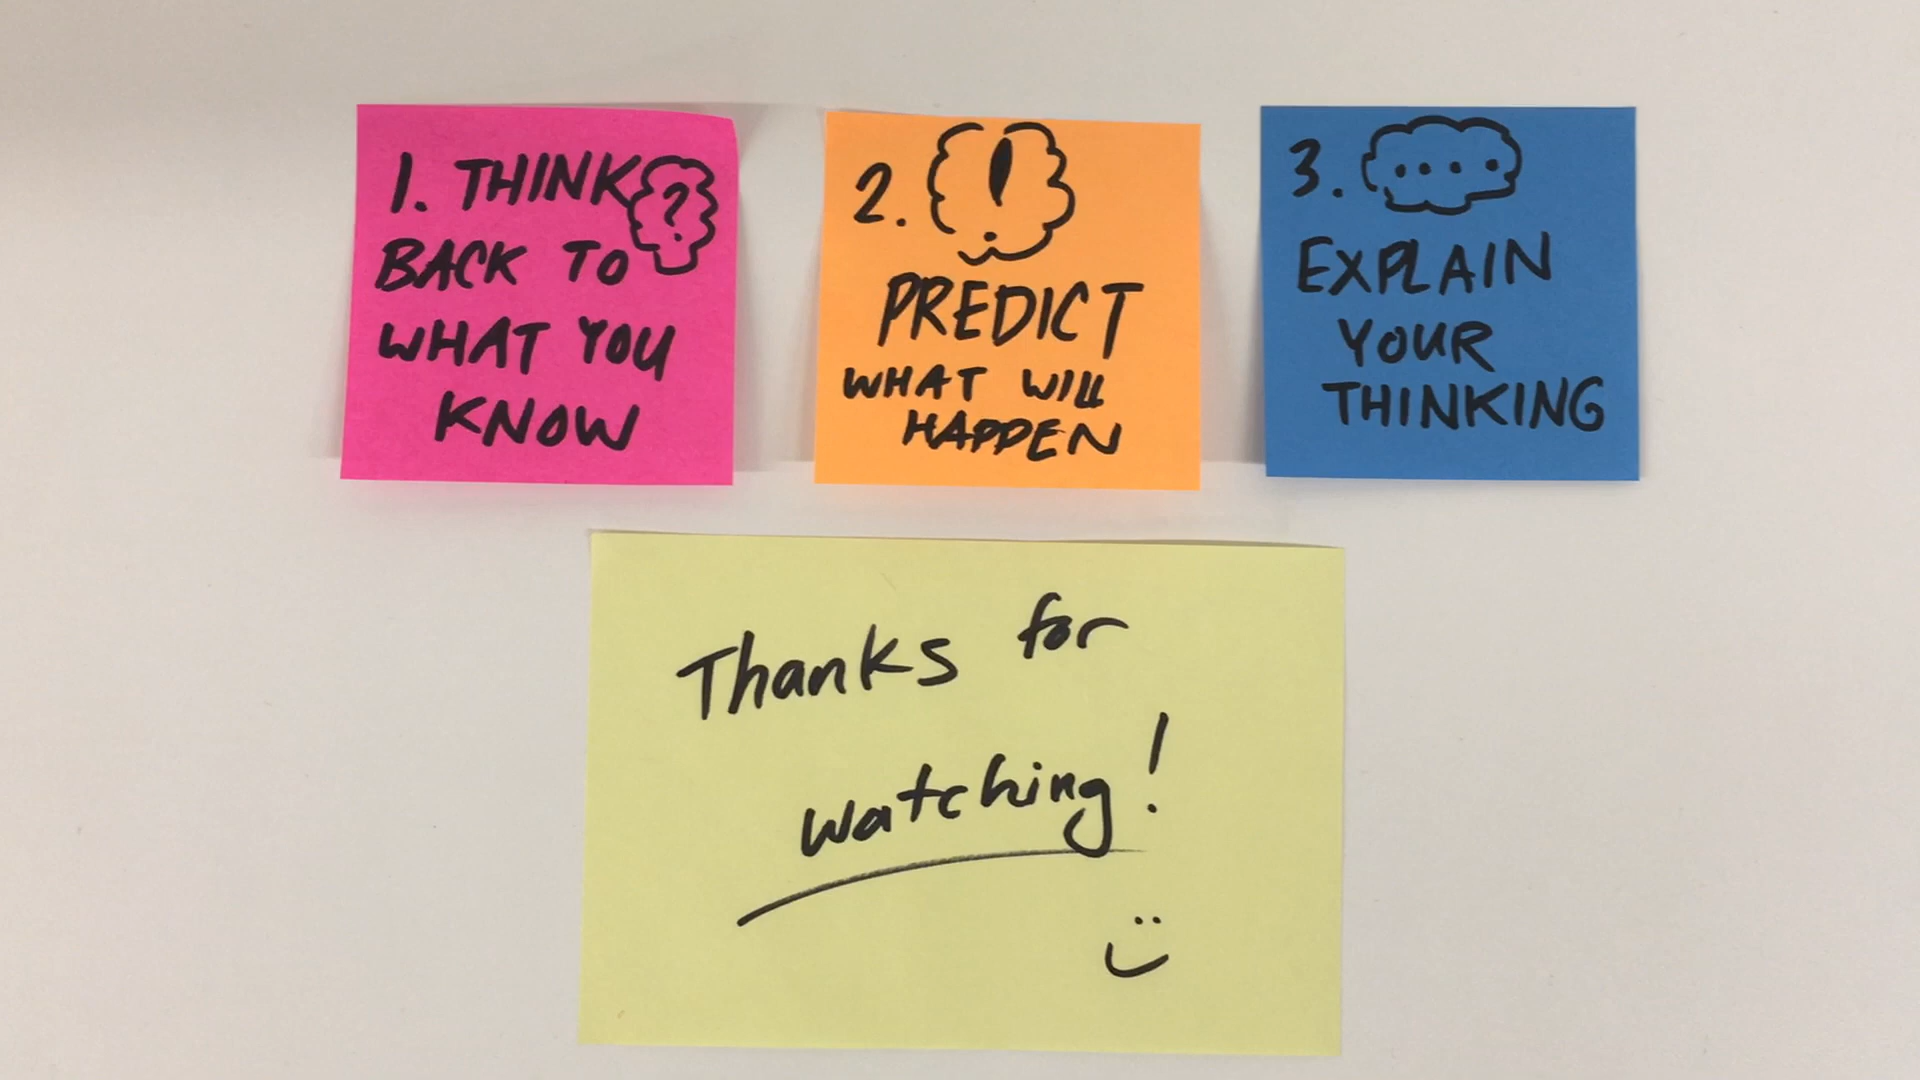 1. THINK ?
BACK TO
WHAT YOU
KNOW
2. !
PREDICT
WHAT WILL
HAPPEN
3. ....
EXPLAIN
YOUR
THINKING
Thanks for
watching!